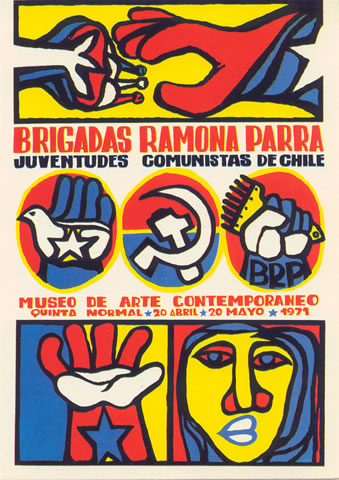 BRIGADAS RAMONA PARRA
JUVENTUDES COMUNISTAS DE CHILE
BRP
MUSEO DE ARTE CONTEMPORANEO
QUINTA NORMAL ★ 20 ABRIL ★ 20 MAYO ★ 1971